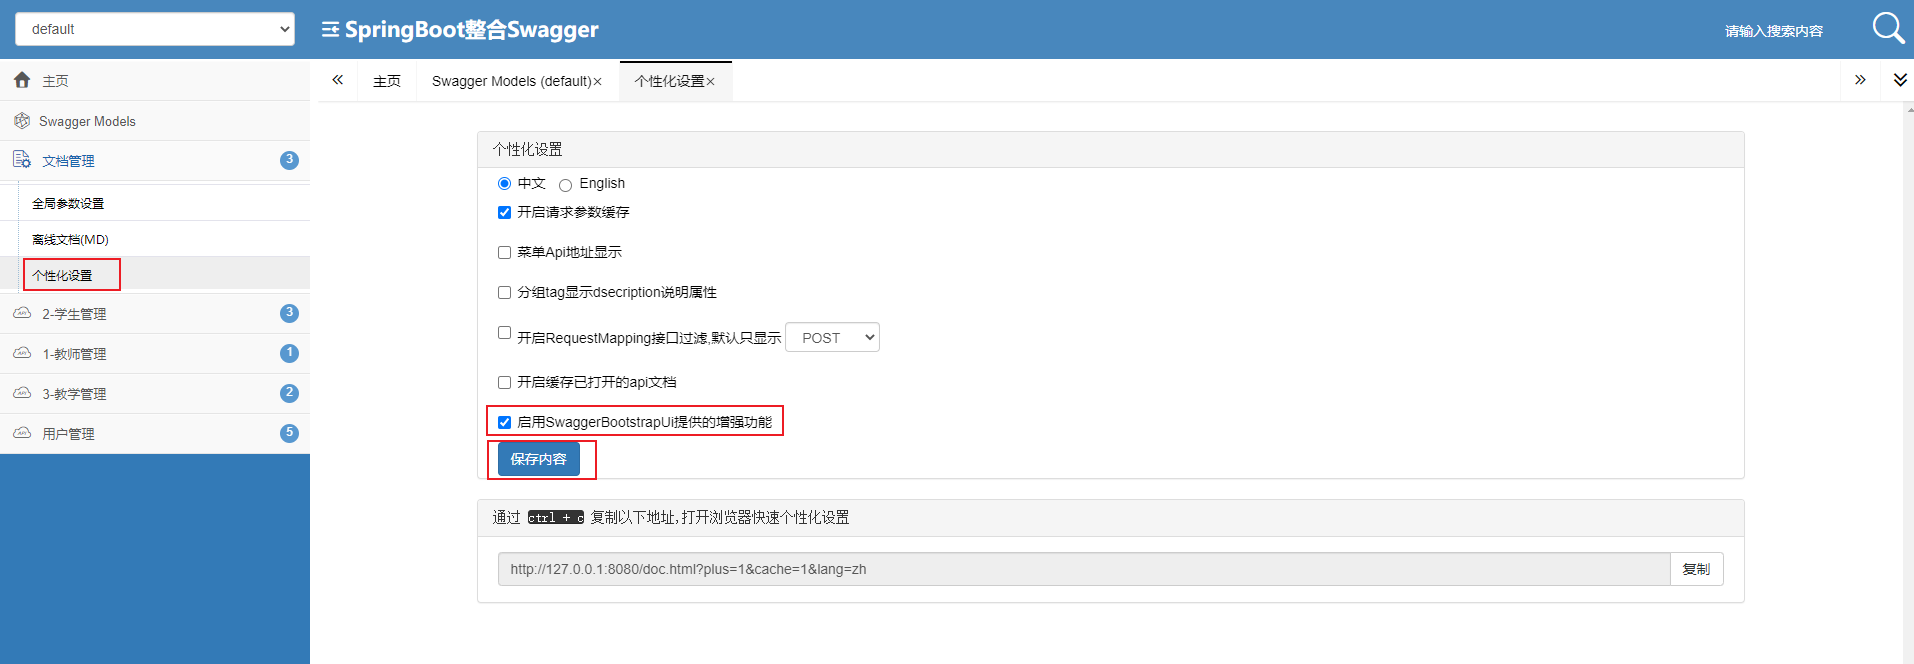 default
SpringBoot整合Swagger
请输入搜索内容
主页
Swagger Models
文档管理 3
全局参数设置
离线文档(MD)
个性化设置
2-学生管理 3
1-教师管理 1
3-教学管理 2
用户管理 5
主页 Swagger Models (default)× 个性化设置×
个性化设置
中文 English
开启请求参数缓存
菜单Api地址显示
分组tag显示dsecription说明属性
开启RequestMapping接口过滤,默认只显示 POST
开启缓存已打开的api文档
启用SwaggerBootstrapUi提供的增强功能
保存内容
通过 ctrl + c 复制以下地址,打开浏览器快速个性化设置
http://127.0.0.1:8080/doc.html?plus=1&cache=1&lang=zh 复制